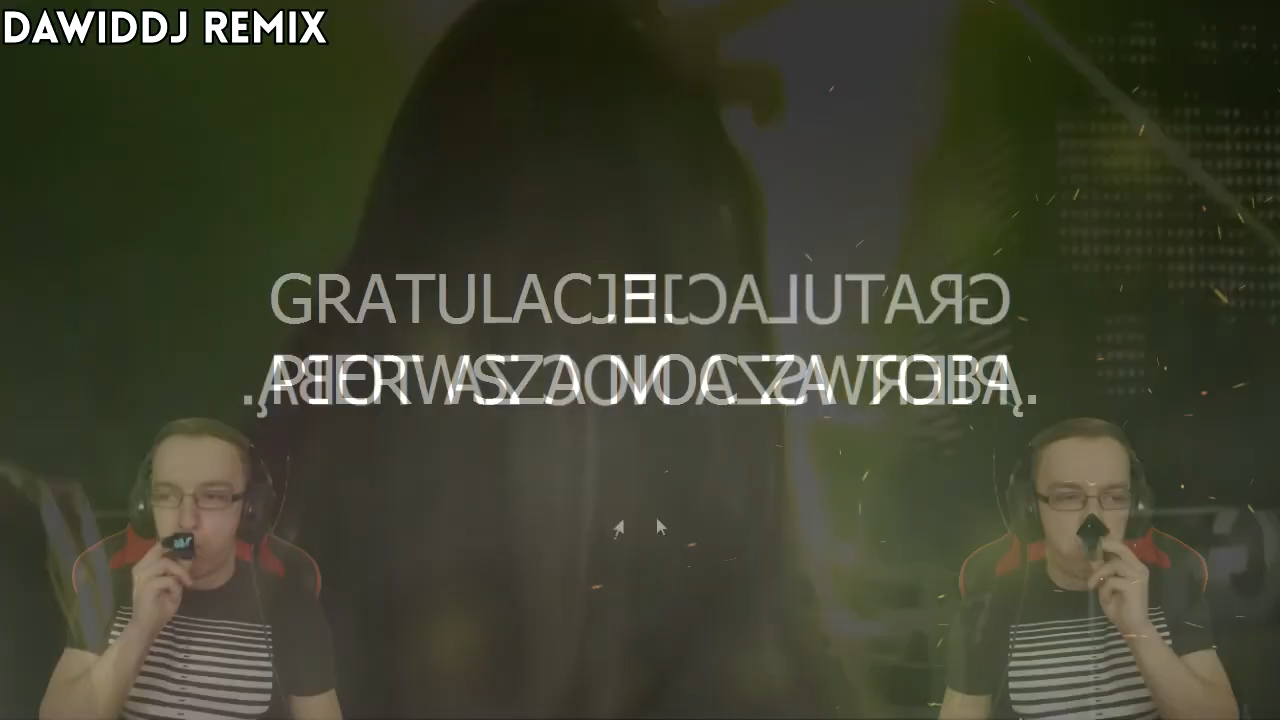 DAWIDDJ REMIX
GRATULACJE.
PIERWSZA NOC ZA TOBĄ.